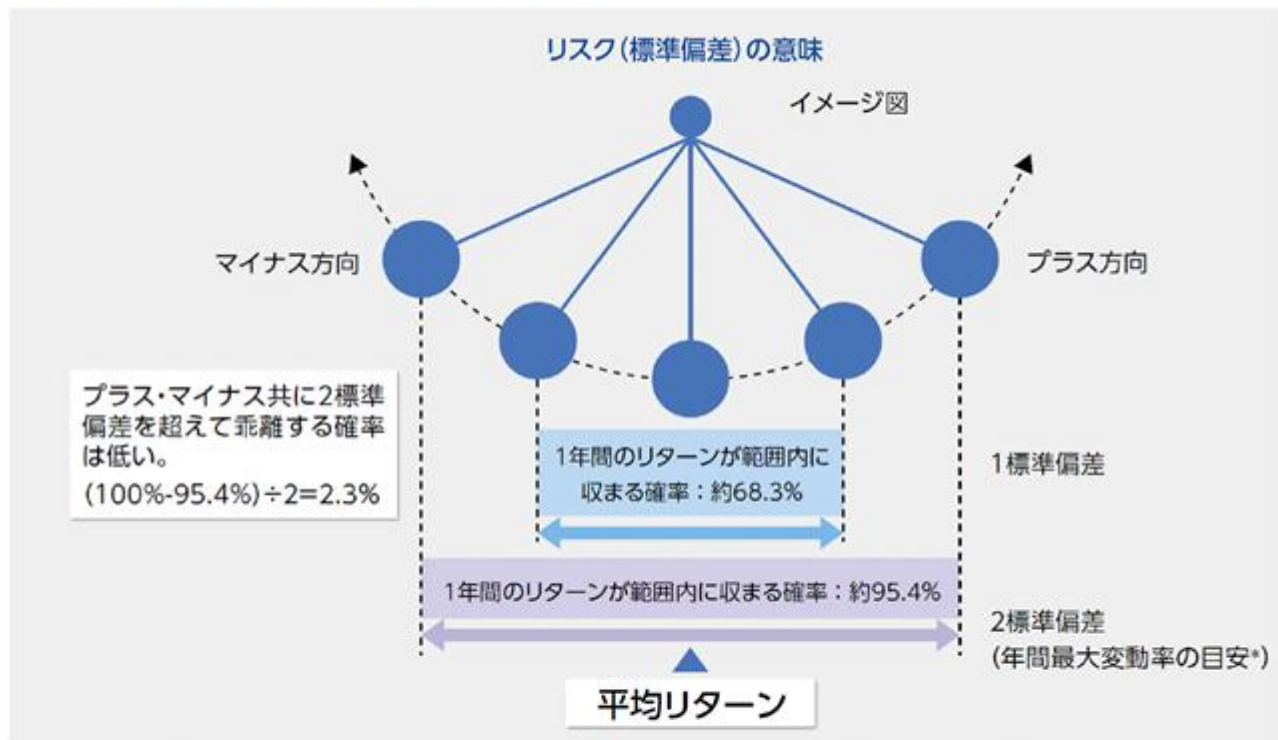 リスク(標準偏差)の意味
イメージ図
マイナス方向
プラス方向
プラス・マイナス共に2標準
偏差を超えて乖離する確率
は低い。
(100%-95.4%)÷2=2.3%
1年間のリターンが範囲内に
収まる確率：約68.3%
1標準偏差
1年間のリターンが範囲内に収まる確率：約95.4%
2標準偏差
(年間最大変動率の目安*)
平均リターン